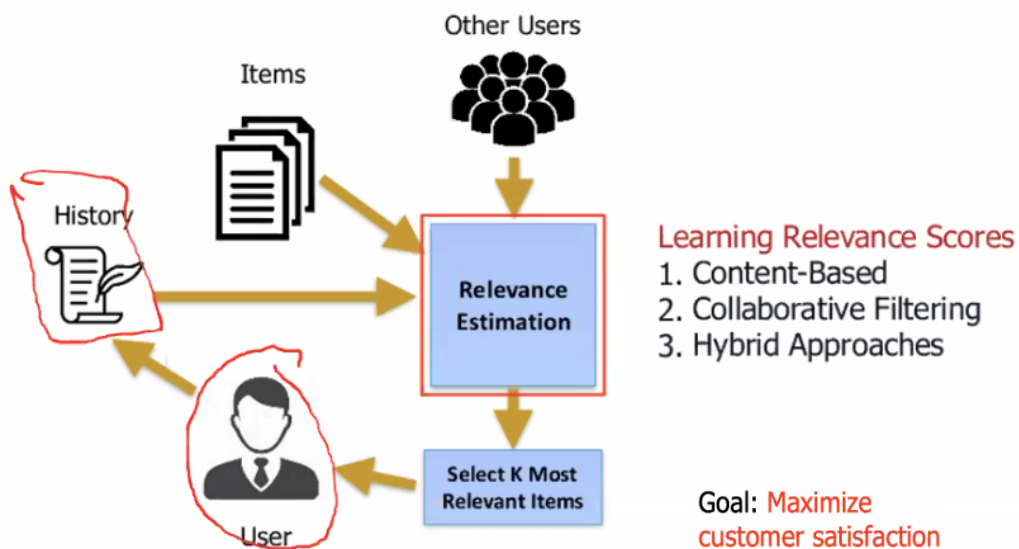 Other Users
Items
History
Relevance
Estimation
Learning Relevance Scores
1. Content-Based
2. Collaborative Filtering
3. Hybrid Approaches
Select K Most
Relevant Items
User
Goal: Maximize
customer satisfaction